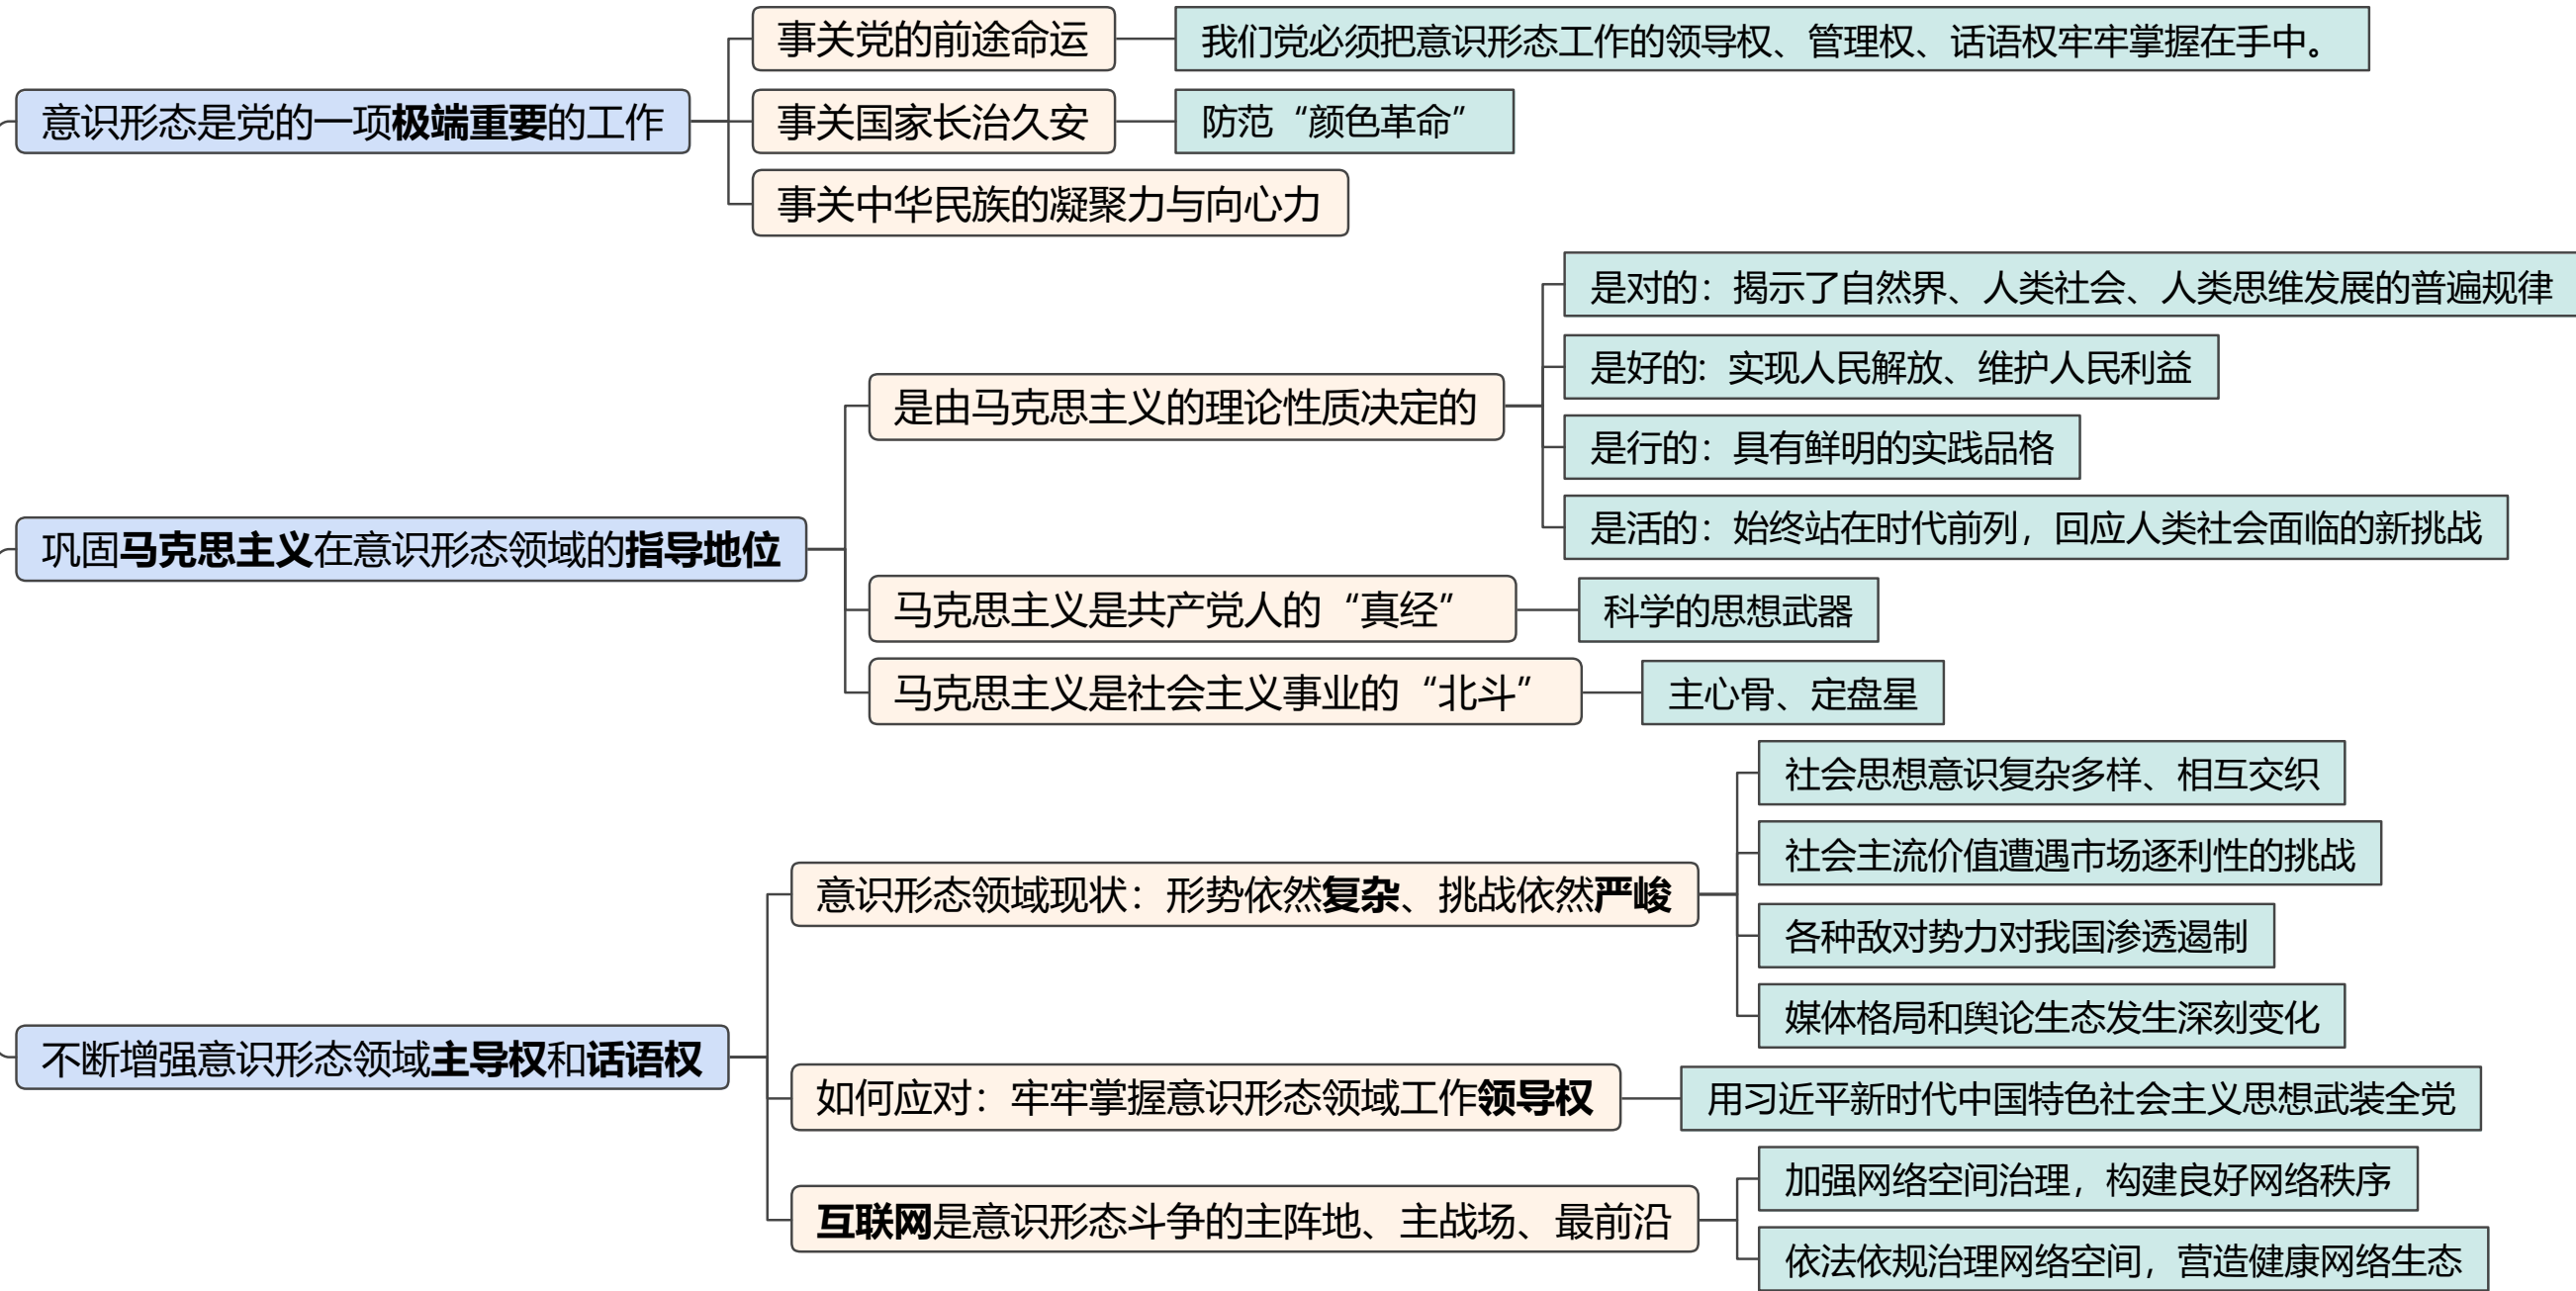 意识形态是党的一项极端重要的工作
事关党的前途命运
我们党必须把意识形态工作的领导权、管理权、话语权牢牢掌握在手中。
事关国家长治久安
防范“颜色革命”
事关中华民族的凝聚力与向心力
巩固马克思主义在意识形态领域的指导地位
是由马克思主义的理论性质决定的
是对的：揭示了自然界、人类社会、人类思维发展的普遍规律
是好的：实现人民解放、维护人民利益
是行的：具有鲜明的实践品格
是活的：始终站在时代前列，回应人类社会面临的新挑战
马克思主义是共产党人的“真经”
科学的思想武器
马克思主义是社会主义事业的“北斗”
主心骨、定盘星
不断增强意识形态领域主导权和话语权
意识形态领域现状：形势依然复杂、挑战依然严峻
社会思想意识复杂多样、相互交织
社会主流价值遭遇市场逐利性的挑战
各种敌对势力对我国渗透遏制
媒体格局和舆论生态发生深刻变化
如何应对：牢牢掌握意识形态领域工作领导权
用习近平新时代中国特色社会主义思想武装全党
互联网是意识形态斗争的主阵地、主战场、最前沿
加强网络空间治理，构建良好网络秩序
依法依规治理网络空间，营造健康网络生态